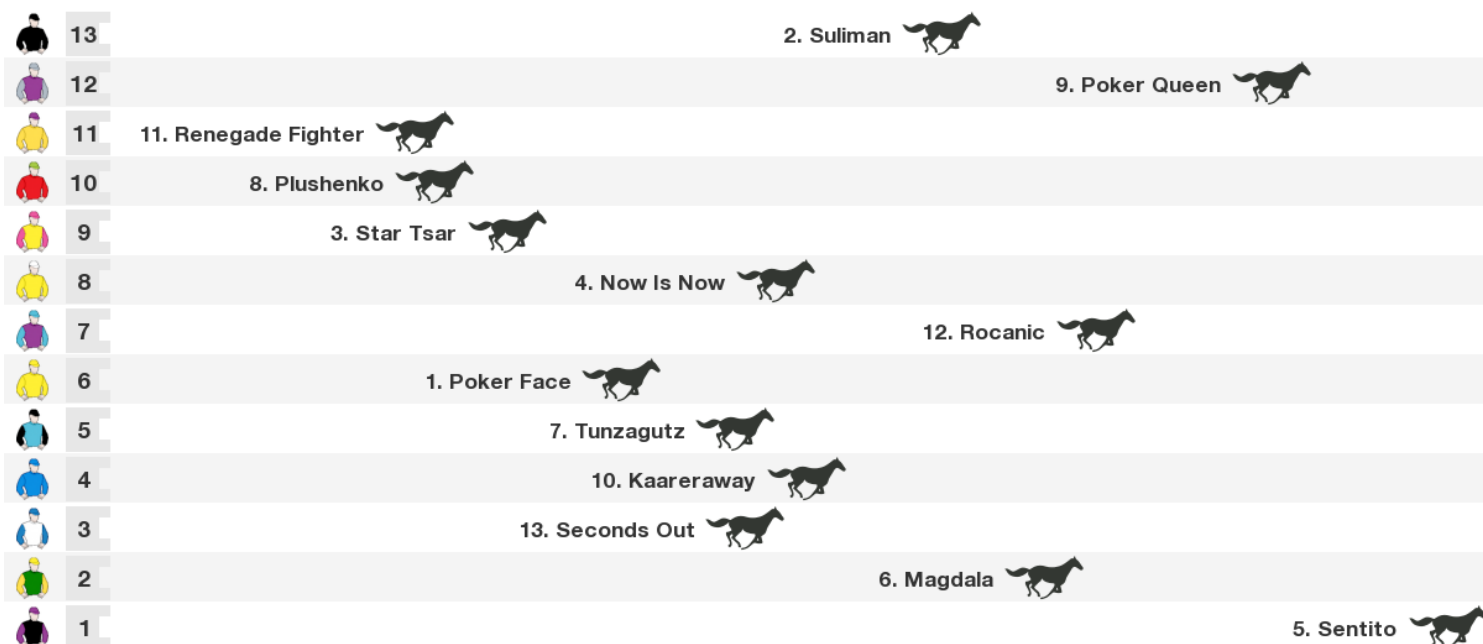 13 2. Suliman
12 9. Poker Queen
11 11. Renegade Fighter
10 8. Plushenko
9 3. Star Tsar
8 4. Now Is Now
7 12. Rocanic
6 1. Poker Face
5 7. Tunzagutz
4 10. Kaareraway
3 13. Seconds Out
2 6. Magdala
1 5. Sentito